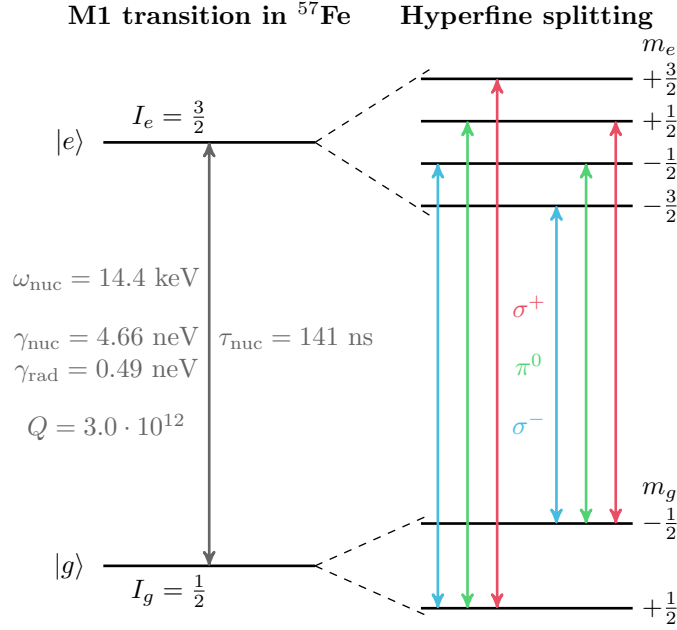 M1 transition in ⁵⁷Fe
Hyperfine splitting
mₑ
+3/2
Iₑ = 3/2
+1/2
|e⟩
−1/2
−3/2
ω_nuc = 14.4 keV
σ⁺
γ_nuc = 4.66 neV
τ_nuc = 141 ns
γ_rad = 0.49 neV
π⁰
Q = 3.0 · 10¹²
σ⁻
m_g
−1/2
|g⟩
I_g = 1/2
+1/2